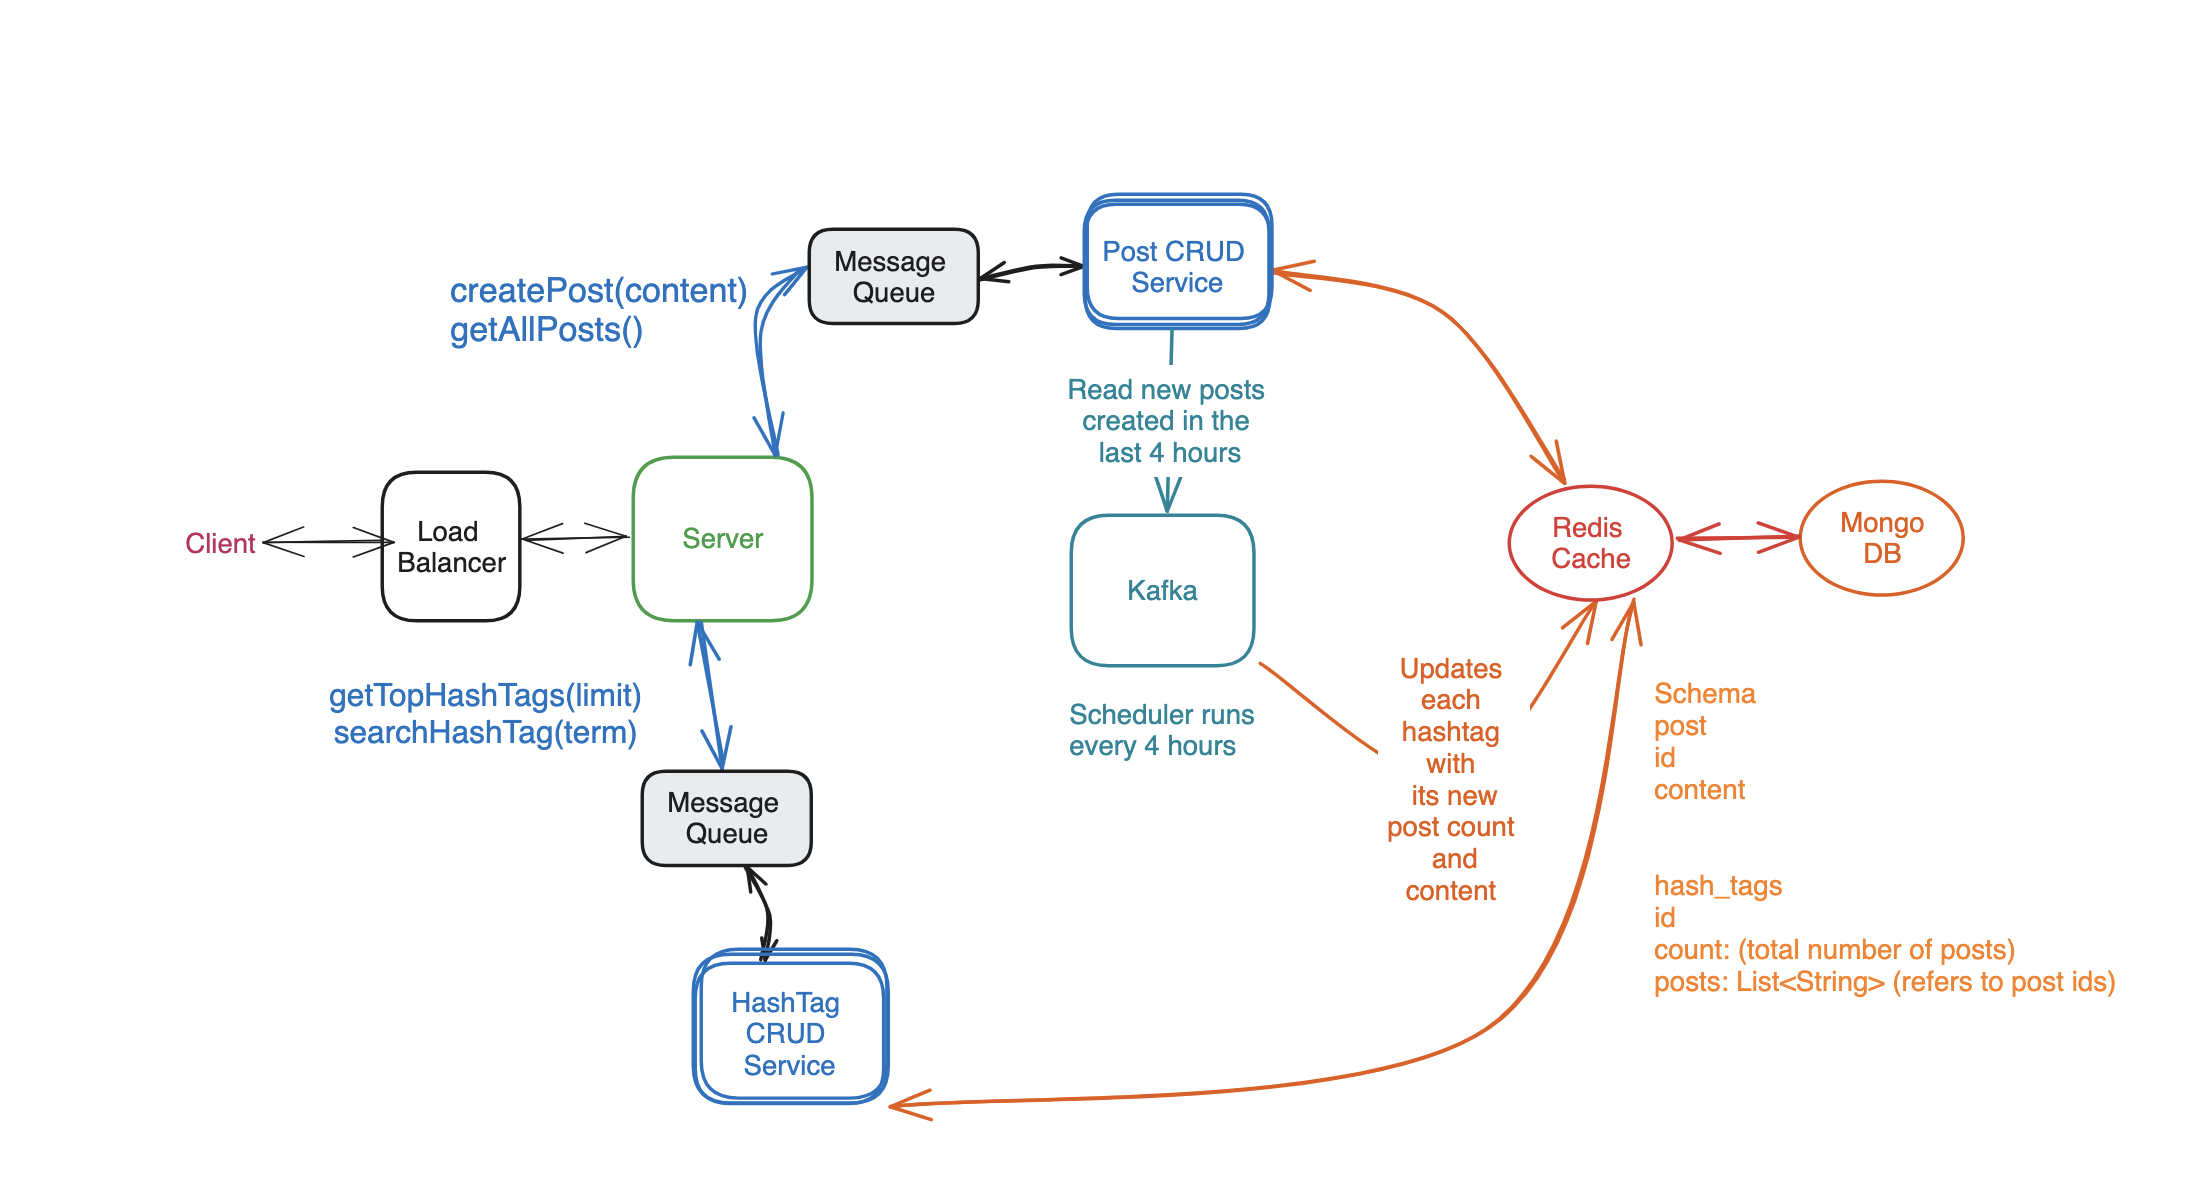 Message
Queue
Post CRUD
Service
createPost(content)
getAllPosts()
Read new posts
created in the
last 4 hours
Client
Load
Balancer
Server
Kafka
Redis
Cache
Mongo
DB
getTopHashTags(limit)
searchHashTag(term)
Scheduler runs
every 4 hours
Updates
each
hashtag
with
its new
post count
and
content
Schema
post
id
content
hash_tags
id
count: (total number of posts)
posts: List<String> (refers to post ids)
Message
Queue
HashTag
CRUD
Service